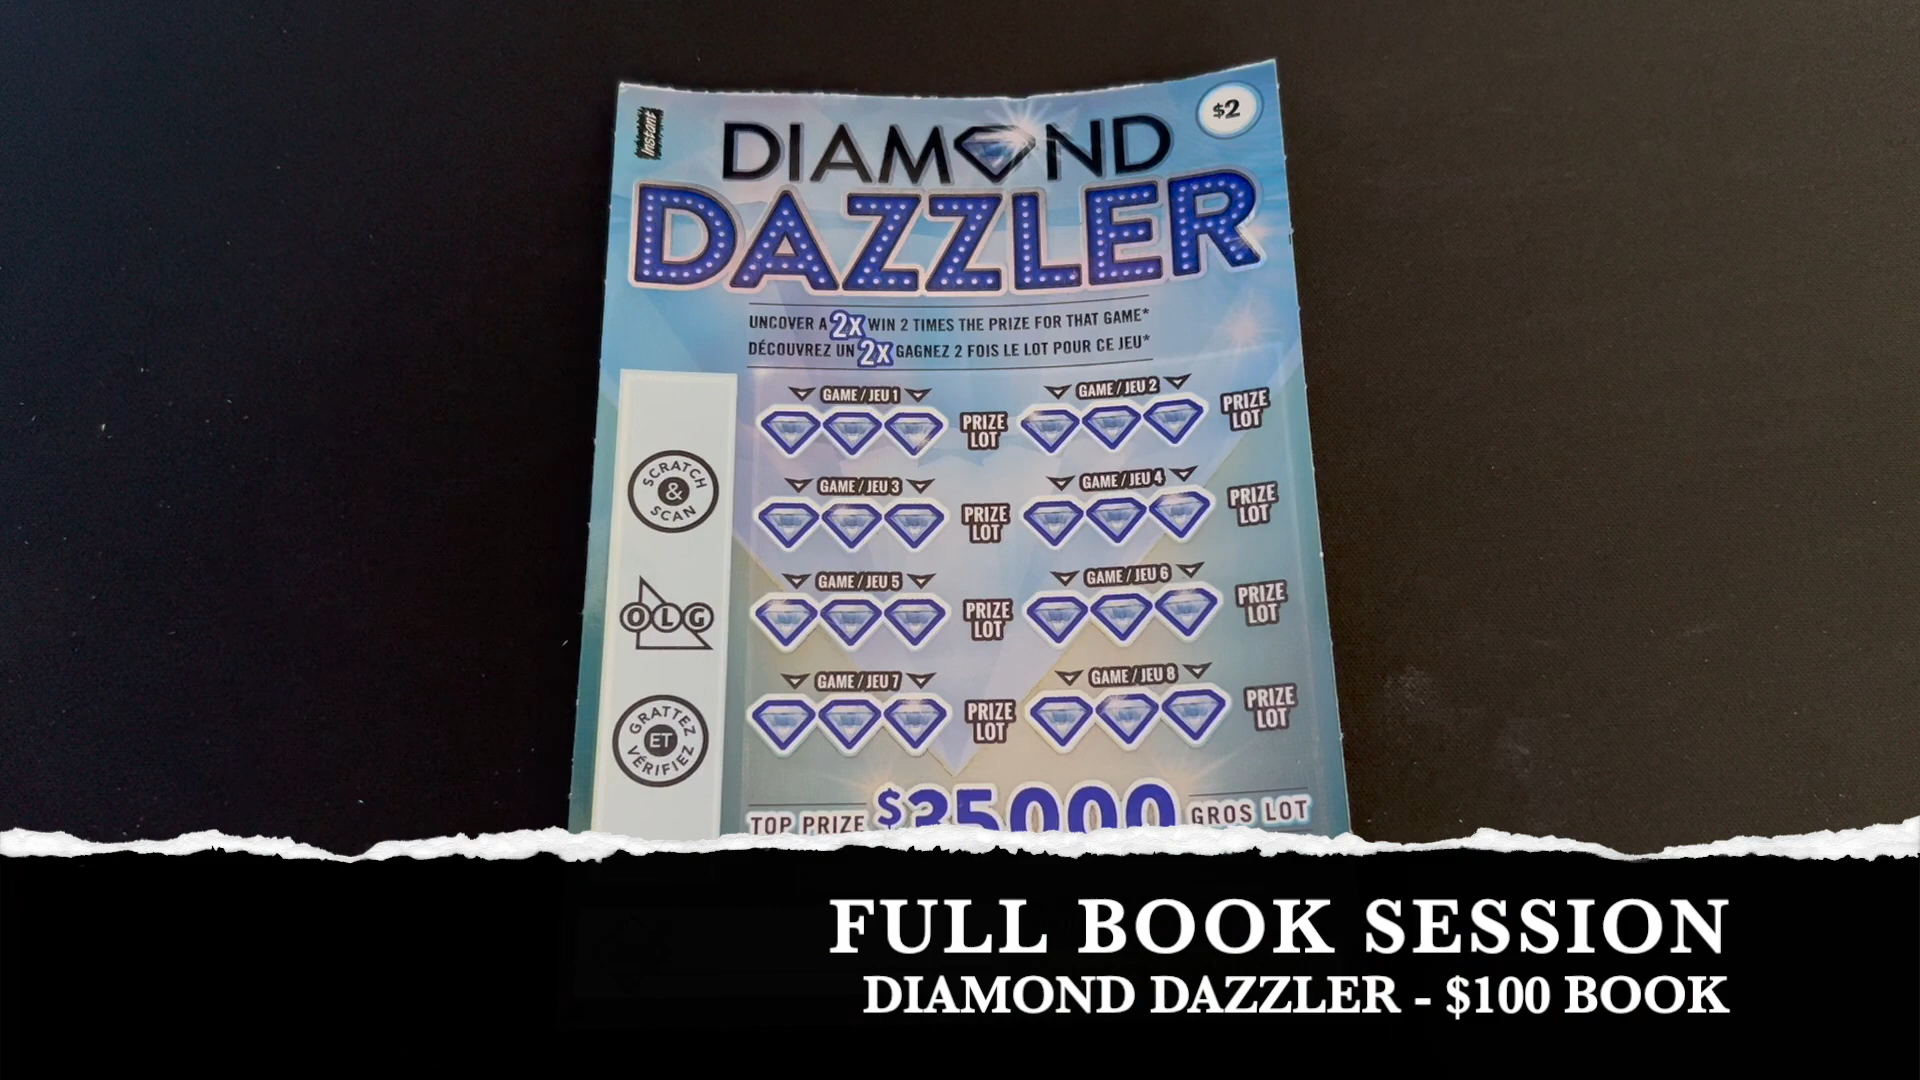 Instant
$2
DIAMOND
DAZZLER
UNCOVER A 2X WIN 2 TIMES THE PRIZE FOR THAT GAME*
DÉCOUVREZ UN 2X GAGNEZ 2 FOIS LE LOT POUR CE JEU*
GAME / JEU 1
PRIZE
LOT
GAME / JEU 2
PRIZE
LOT
GAME / JEU 3
PRIZE
LOT
GAME / JEU 4
PRIZE
LOT
GAME / JEU 5
PRIZE
LOT
GAME / JEU 6
PRIZE
LOT
GAME / JEU 7
PRIZE
LOT
GAME / JEU 8
PRIZE
LOT
SCRATCH
&
SCAN
OLG
GRATTEZ
ET
VÉRIFIEZ
TOP PRIZE $35000 GROS LOT
FULL BOOK SESSION
DIAMOND DAZZLER - $100 BOOK